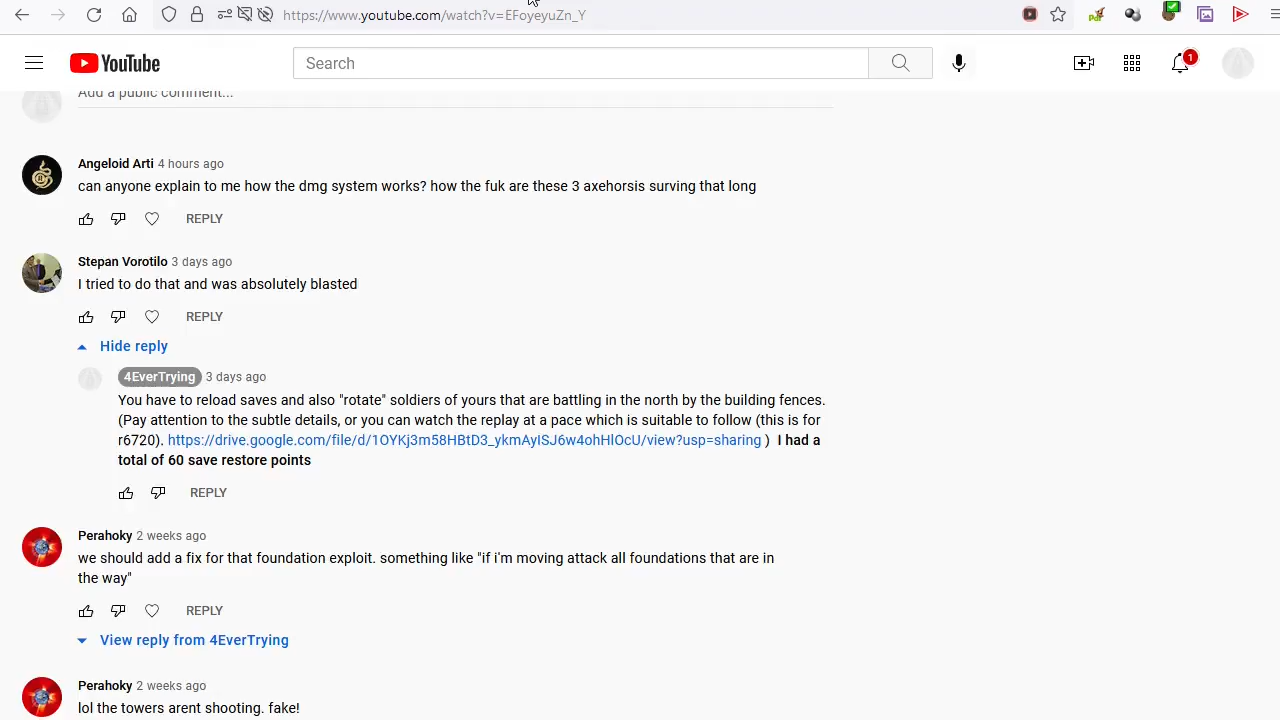 https://www.youtube.com/watch?v=EFoyeyuZn_Y
YouTube
Search
1
Add a public comment...
Angeloid Arti 4 hours ago
can anyone explain to me how the dmg system works? how the fuk are these 3 axehorsis surving that long
REPLY
Stepan Vorotilo 3 days ago
I tried to do that and was absolutely blasted
REPLY
Hide reply
4EverTrying 3 days ago
You have to reload saves and also "rotate" soldiers of yours that are battling in the north by the building fences.
(Pay attention to the subtle details, or you can watch the replay at a pace which is suitable to follow (this is for
r6720). https://drive.google.com/file/d/1OYKj3m58HBtD3_ykmAyISJ6w4ohHlOcU/view?usp=sharing ) I had a
total of 60 save restore points
REPLY
Perahoky 2 weeks ago
we should add a fix for that foundation exploit. something like "if i'm moving attack all foundations that are in
the way"
REPLY
View reply from 4EverTrying
Perahoky 2 weeks ago
lol the towers arent shooting. fake!